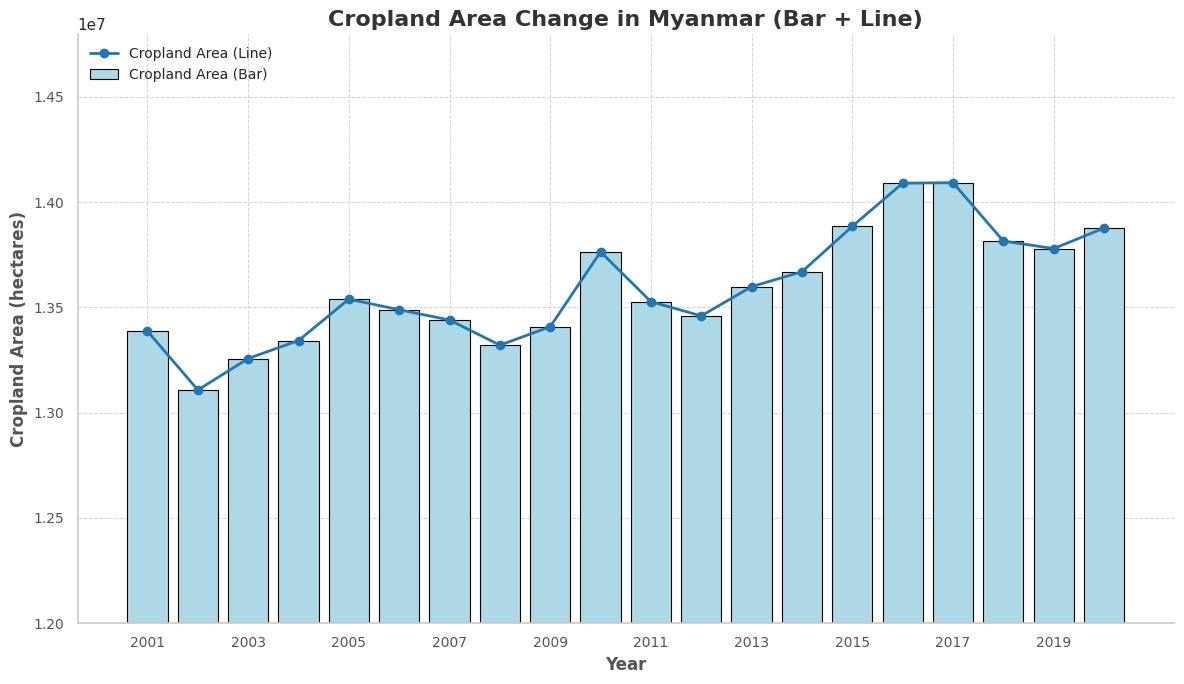 Cropland Area Change in Myanmar (Bar + Line)
1e7
Cropland Area (Line)
Cropland Area (Bar)
1.45
1.40
1.35
1.30
1.25
1.20
Cropland Area (hectares)
2001 2003 2005 2007 2009 2011 2013 2015 2017 2019
Year